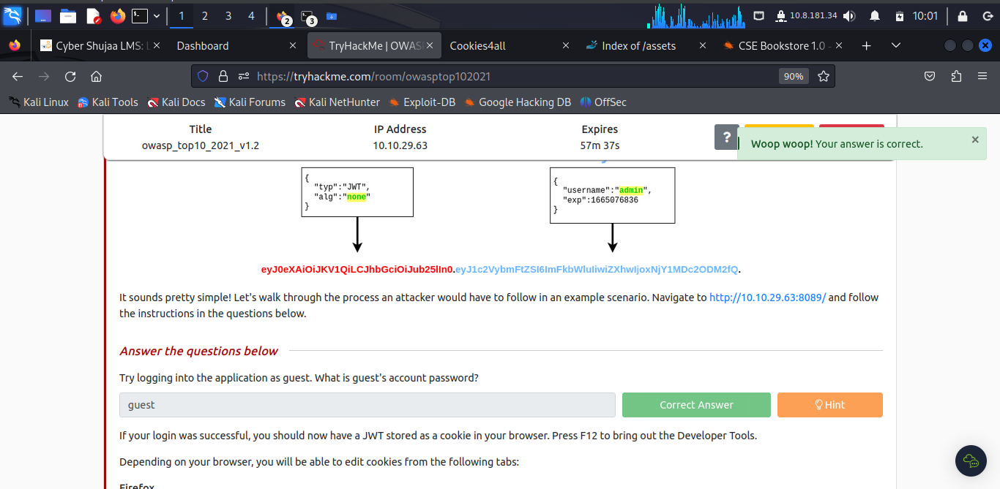 1 2 3 4 2 3 10.8.181.34 10:01
Cyber Shujaa LMS: L Dashboard TryHackMe | OWAS Cookies4all Index of /assets CSE Bookstore 1.0 -
https://tryhackme.com/room/owasptop102021 90%
Kali Linux Kali Tools Kali Docs Kali Forums Kali NetHunter Exploit-DB Google Hacking DB OffSec
Title IP Address Expires
owasp_top10_2021_v1.2 10.10.29.63 57m 37s
?
Woop woop! Your answer is correct. ×
{
"typ":"JWT",
"alg":"none"
}
{
"username":"admin",
"exp":1665076836
}
eyJ0eXAiOiJKV1QiLCJhbGciOiJub25lIn0.eyJ1c2VybmFtZSI6ImFkbWluIiwiZXhwIjoxNjY1MDc2ODM2fQ.
It sounds pretty simple! Let's walk through the process an attacker would have to follow in an example scenario. Navigate to http://10.10.29.63:8089/ and follow
the instructions in the questions below.
Answer the questions below
Try logging into the application as guest. What is guest's account password?
guest Correct Answer Hint
If your login was successful, you should now have a JWT stored as a cookie in your browser. Press F12 to bring out the Developer Tools.
Depending on your browser, you will be able to edit cookies from the following tabs:
Firefox